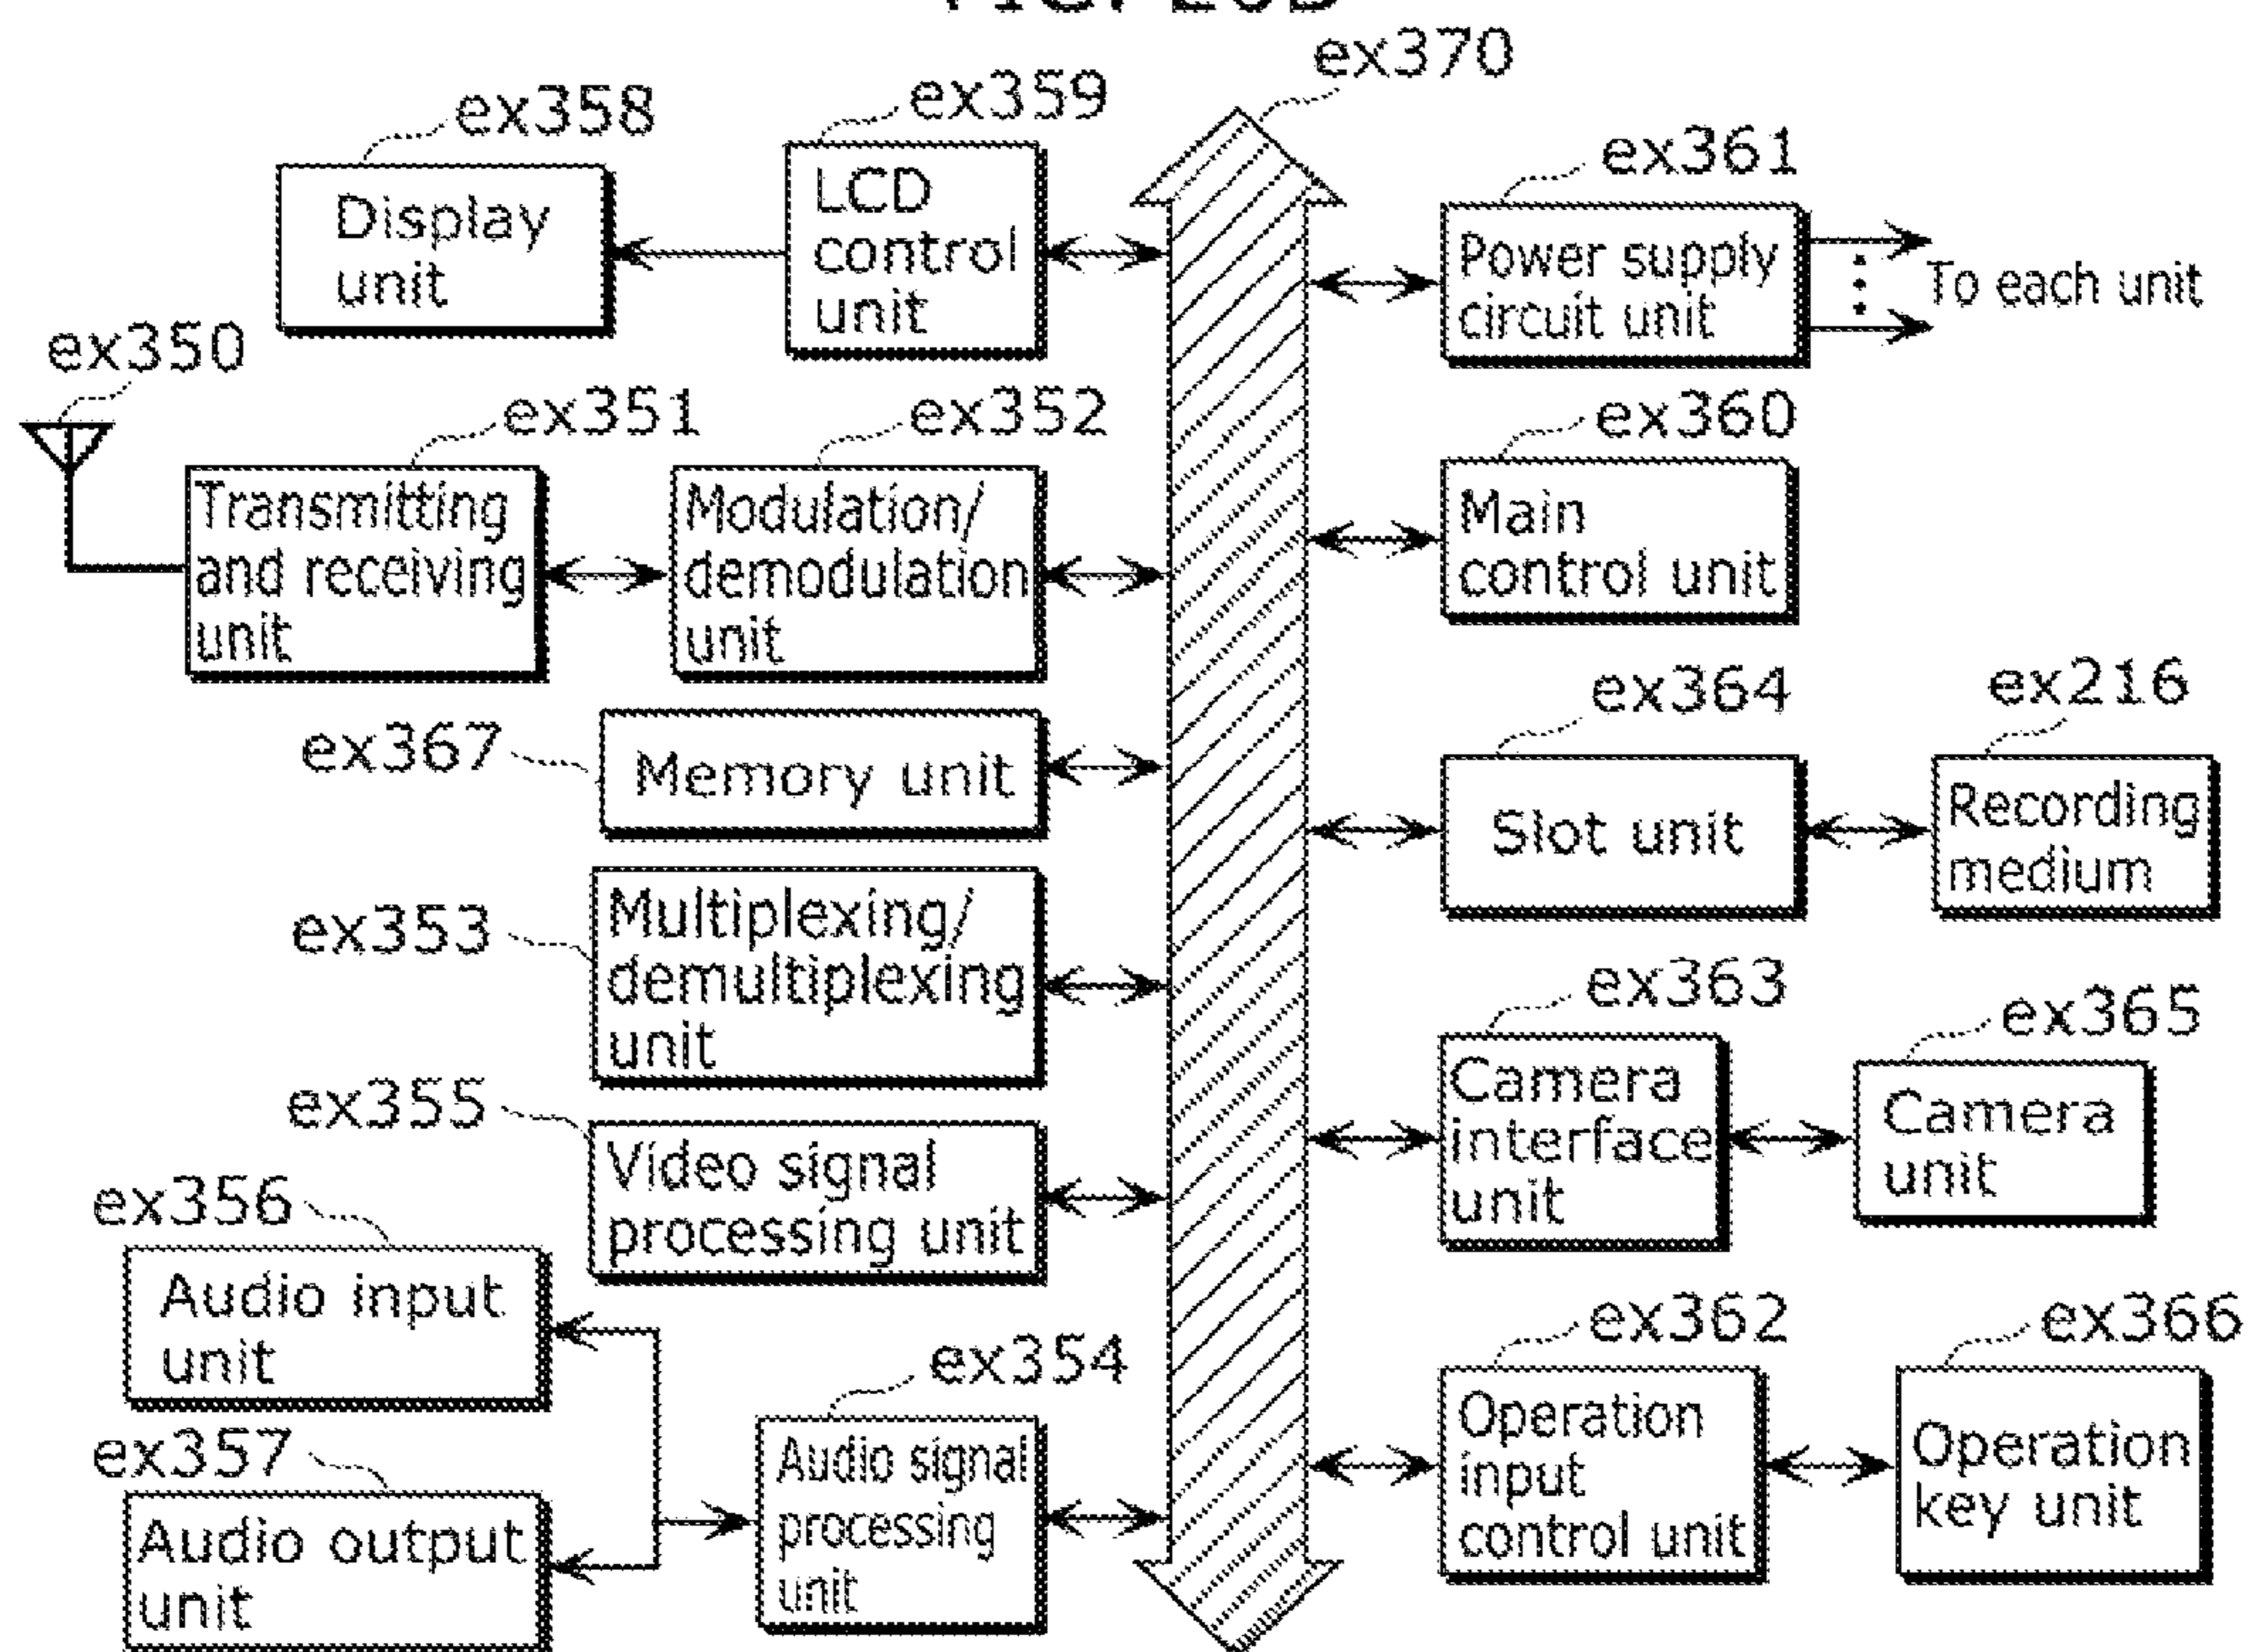 ex370
ex358
ex359
ex361
Display
unit
LCD
control
unit
Power supply
circuit unit
To each unit
ex350
ex351
ex352
ex360
Transmitting
and receiving
unit
Modulation/
demodulation
unit
Main
control unit
ex367
Memory unit
ex364
ex216
Slot unit
Recording
medium
ex353
Multiplexing/
demultiplexing
unit
ex363
ex365
Camera
interface
unit
Camera
unit
ex355
Video signal
processing unit
ex356
Audio input
unit
ex354
ex362
ex366
ex357
Audio output
unit
Audio signal
processing
unit
Operation
input
control unit
Operation
key unit